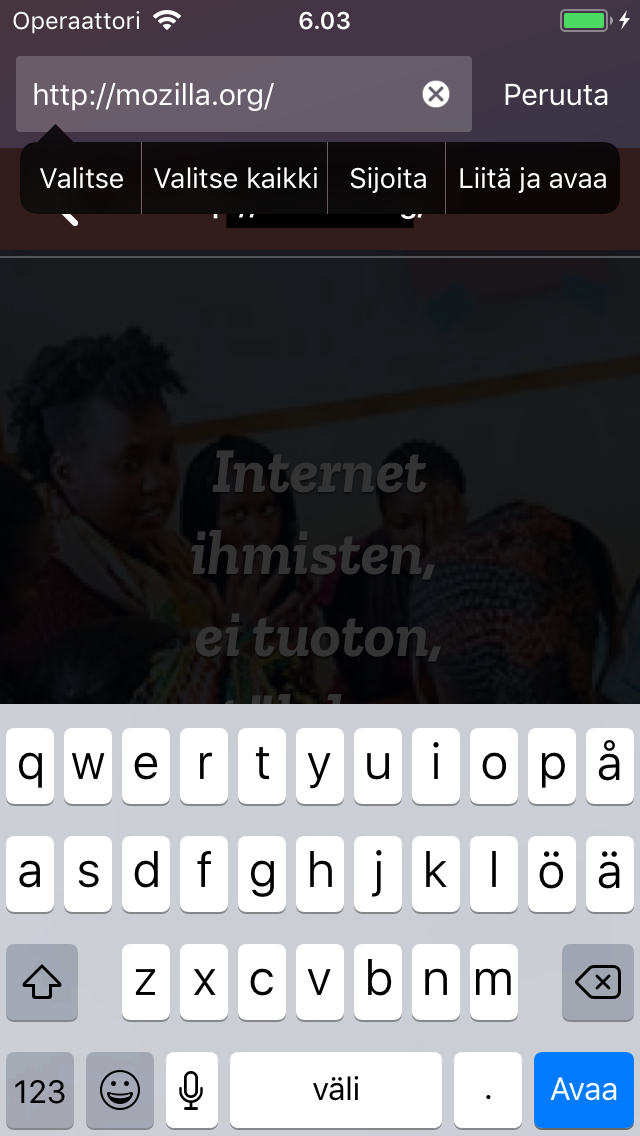 Operaattori 6.03
http://mozilla.org/ Peruuta
Valitse Valitse kaikki Sijoita Liitä ja avaa
Internet
ihmisten,
ei tuoton,
q w e r t y u i o p å
a s d f g h j k l ö ä
z x c v b n m
123 väli . Avaa